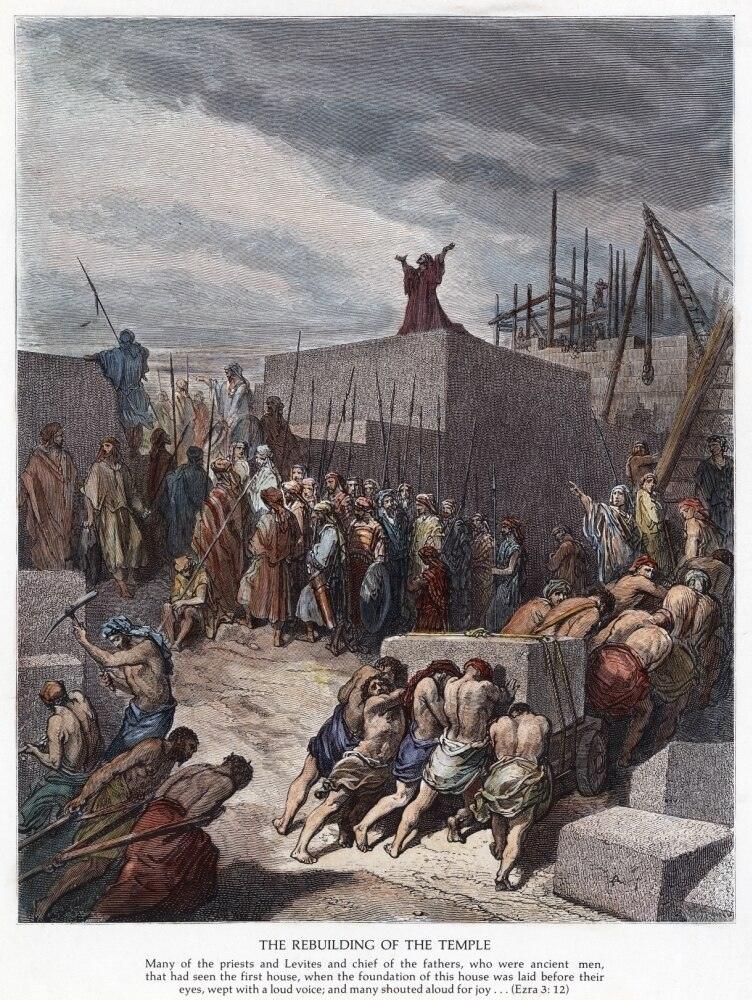 THE REBUILDING OF THE TEMPLE
Many of the priests and Levites and chief of the fathers, who were ancient men,
that had seen the first house, when the foundation of this house was laid before their
eyes, wept with a loud voice; and many shouted aloud for joy . . . (Ezra 3: 12)